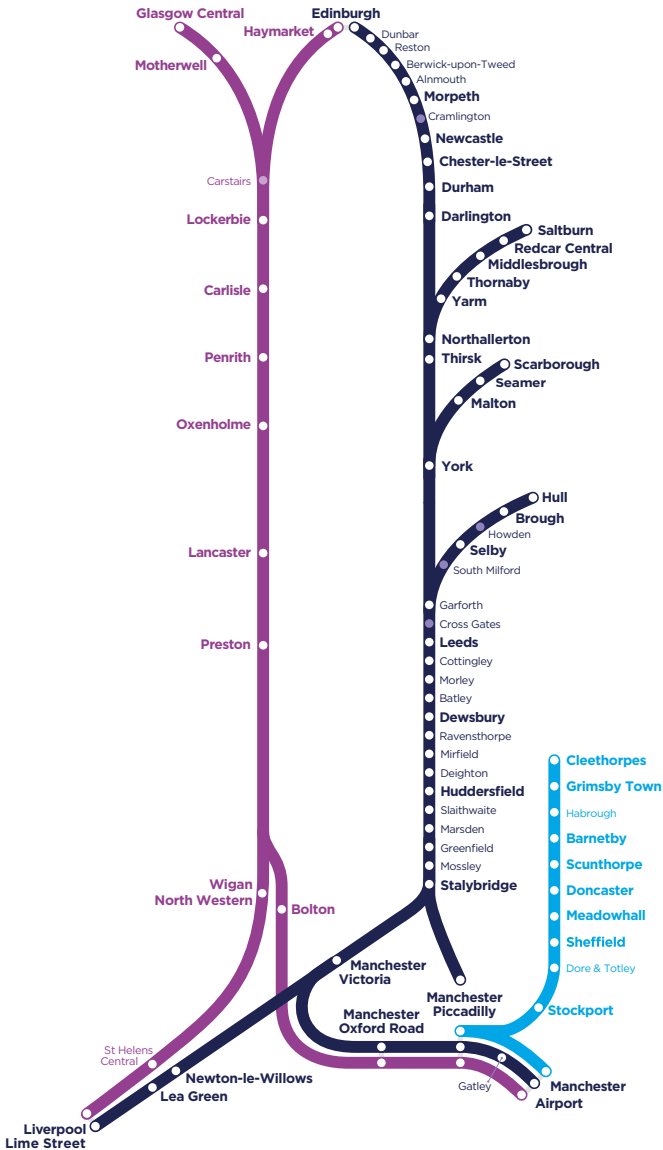 Glasgow Central
Motherwell
Haymarket
Edinburgh
Dunbar
Reston
Berwick-upon-Tweed
Alnmouth
Morpeth
Cramlington
Newcastle
Chester-le-Street
Durham
Darlington
Carstairs
Lockerbie
Carlisle
Penrith
Oxenholme
Lancaster
Preston
Saltburn
Redcar Central
Middlesbrough
Thornaby
Yarm
Northallerton
Thirsk
Scarborough
Seamer
Malton
York
Hull
Brough
Howden
Selby
South Milford
Garforth
Cross Gates
Leeds
Cottingley
Morley
Batley
Dewsbury
Ravensthorpe
Mirfield
Deighton
Huddersfield
Slaithwaite
Marsden
Greenfield
Mossley
Stalybridge
Cleethorpes
Grimsby Town
Habrough
Barnetby
Scunthorpe
Doncaster
Meadowhall
Sheffield
Dore & Totley
Stockport
Wigan
North Western
Bolton
Manchester
Victoria
Manchester
Piccadilly
Manchester
Oxford Road
St Helens
Central
Newton-le-Willows
Lea Green
Gatley
Manchester
Airport
Liverpool
Lime Street